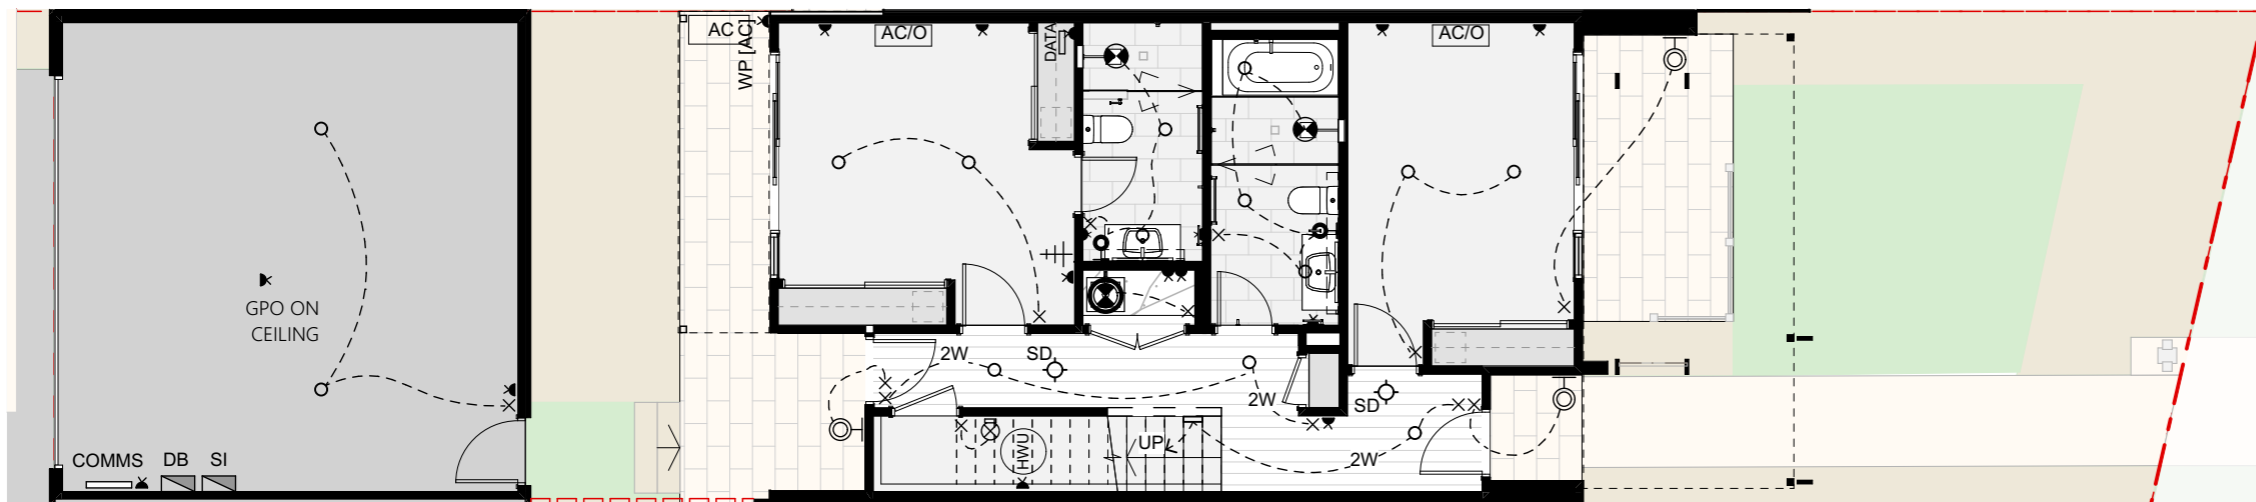 AC
WP [AC]
AC/O
DATA
AC/O
GPO ON
CEILING
2W
SD
2W
SD
COMMS
DB
SI
HWU
UP
2W